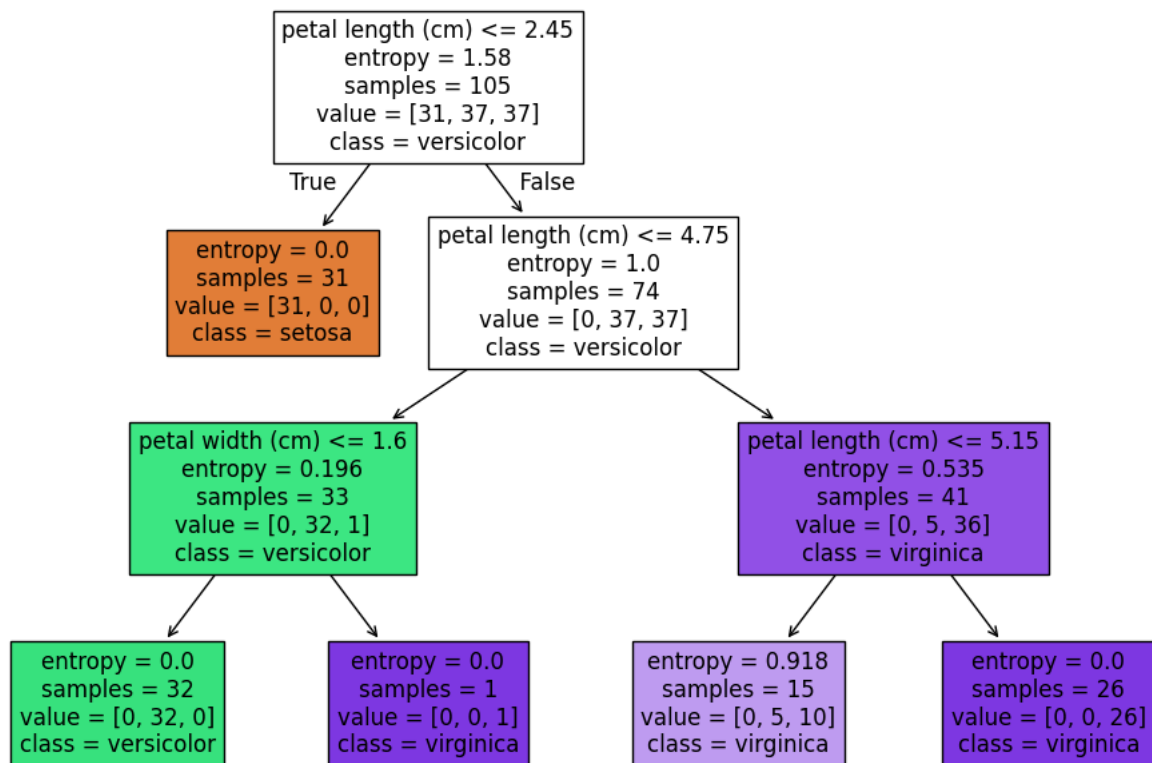 petal length (cm) <= 2.45
entropy = 1.58
samples = 105
value = [31, 37, 37]
class = versicolor
True
False
entropy = 0.0
samples = 31
value = [31, 0, 0]
class = setosa
petal length (cm) <= 4.75
entropy = 1.0
samples = 74
value = [0, 37, 37]
class = versicolor
petal width (cm) <= 1.6
entropy = 0.196
samples = 33
value = [0, 32, 1]
class = versicolor
petal length (cm) <= 5.15
entropy = 0.535
samples = 41
value = [0, 5, 36]
class = virginica
entropy = 0.0
samples = 32
value = [0, 32, 0]
class = versicolor
entropy = 0.0
samples = 1
value = [0, 0, 1]
class = virginica
entropy = 0.918
samples = 15
value = [0, 5, 10]
class = virginica
entropy = 0.0
samples = 26
value = [0, 0, 26]
class = virginica